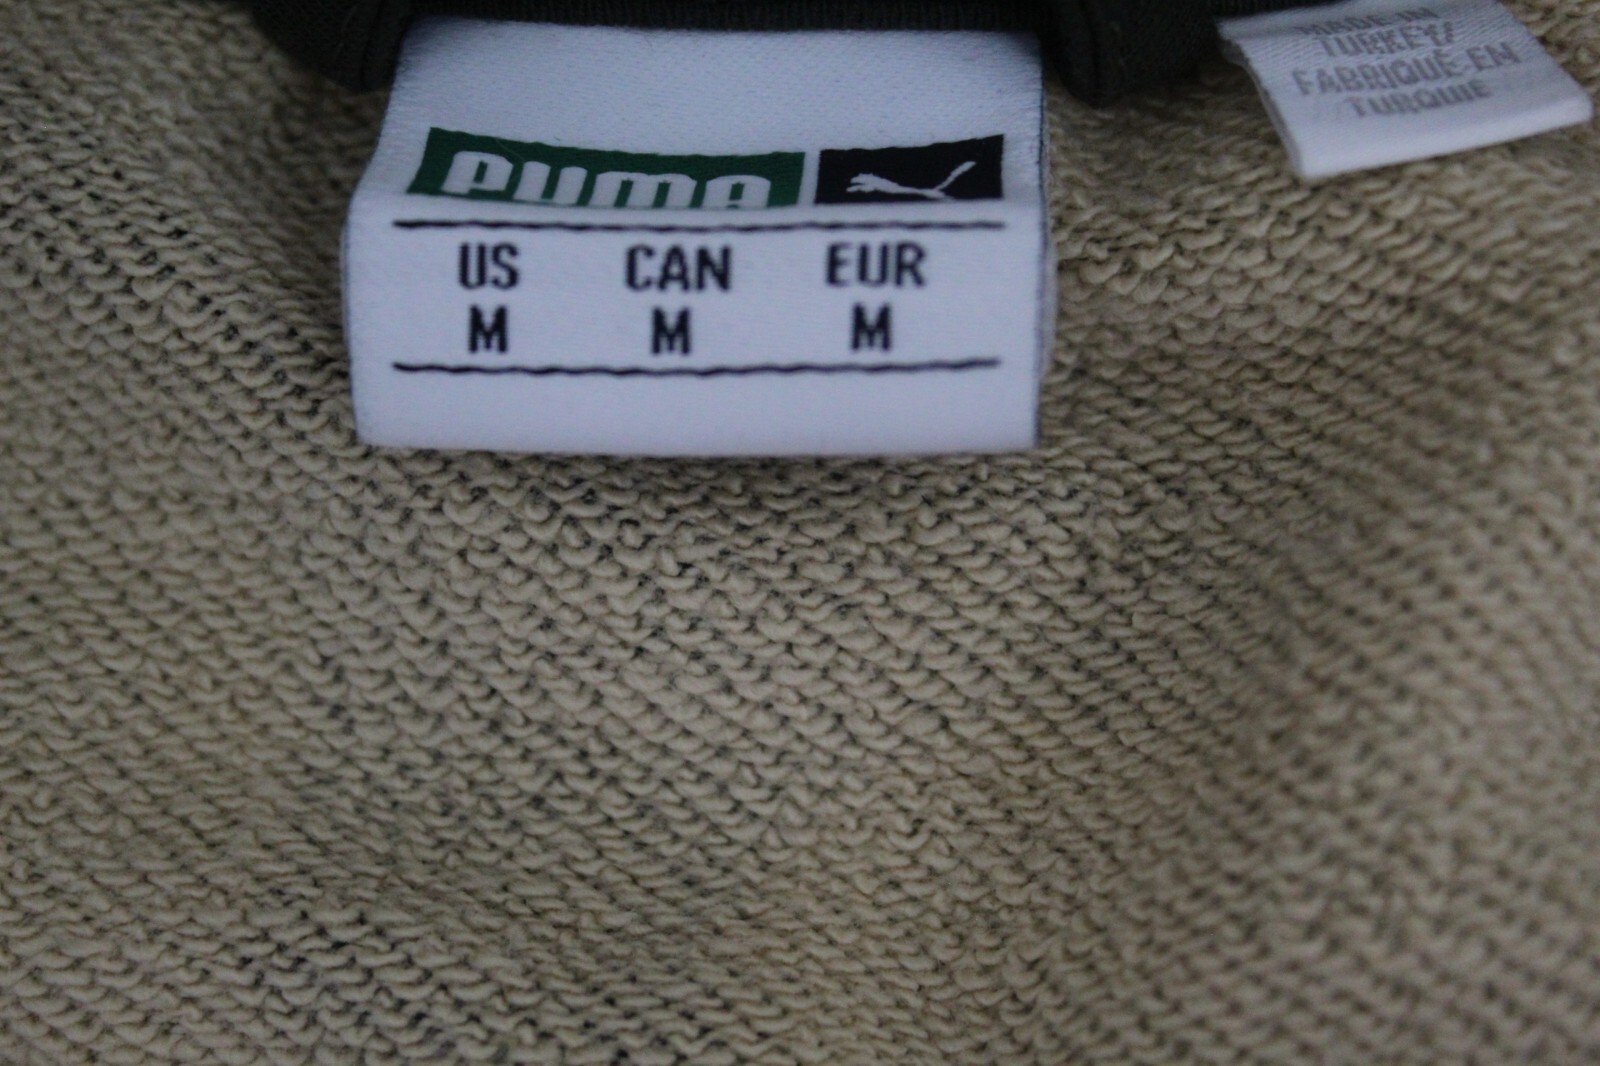 PUMA
US CAN EUR
M M M
MADE IN
TURKEY/
FABRIQUÉ EN
TURQUIE